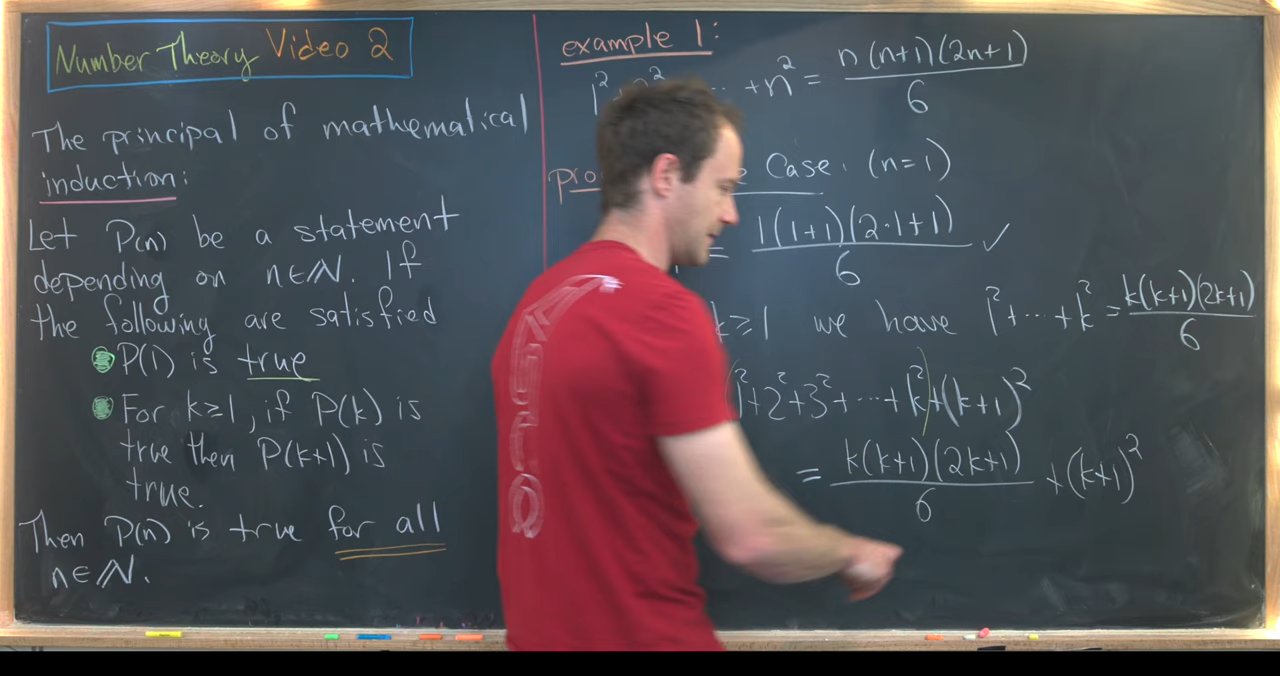 Number Theory Video 2
The principal of mathematical
induction:
Let P(n) be a statement
depending on n∈ℕ. If
the following are satisfied
P(1) is true
For k≥1, if P(k) is
true then P(k+1) is
true.
Then P(n) is true for all
n∈ℕ.
example 1:
1² + ⋯ +n² = n(n+1)(2n+1)/6
Case: (n=1)
= 1(1+1)(2·1+1)/6 ✓
k≥1 we have 1²+⋯+k² = k(k+1)(2k+1)/6
(1²+2²+3²+⋯+k²)+(k+1)²
= k(k+1)(2k+1)/6 +(k+1)²